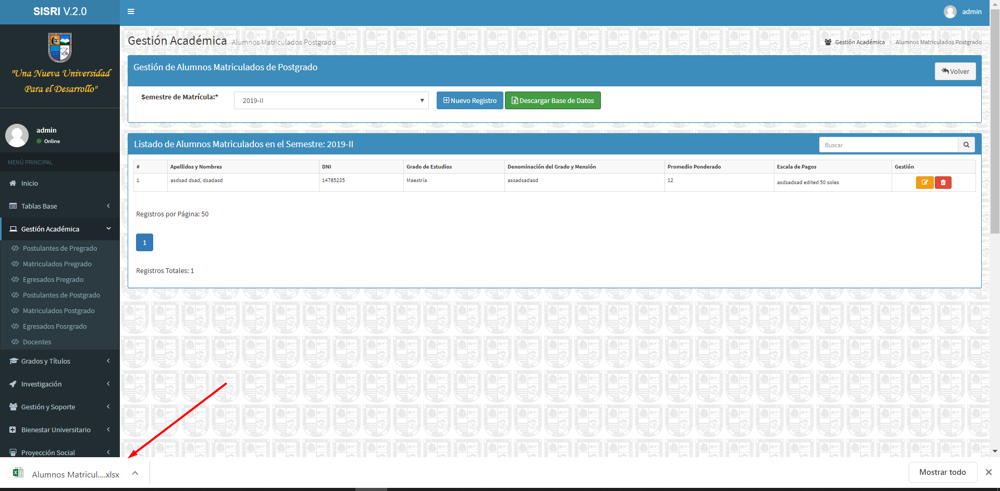 SISRI V.2.0
admin
"Una Nueva Universidad
Para el Desarrollo"
admin
Online
MENÚ PRINCIPAL
Inicio
Tablas Base
Gestión Académica
Postulantes de Pregrado
Matriculados Pregrado
Egresados Pregrado
Postulantes de Postgrado
Matriculados Postgrado
Egresados Posrgrado
Docentes
Grados y Títulos
Investigación
Gestión y Soporte
Bienestar Universitario
Proyección Social
Gestión Académica Alumnos Matriculados Postgrado
Gestión Académica > Alumnos Matriculados Postgrado
Gestión de Alumnos Matriculados de Postgrado
Volver
Semestre de Matrícula:* 2019-II Nuevo Registro Descargar Base de Datos
Listado de Alumnos Matriculados en el Semestre: 2019-II
Buscar
# Apellidos y Nombres DNI Grado de Estudios Denominación del Grado y Mensión Promedio Ponderado Escala de Pagos Gestión
1 asdsad dsad, dsadasd 14785235 Maestría assadsadasd 12 asdsadsad edited 50 soles
Registros por Página: 50
1
Registros Totales: 1
Alumnos Matricul....xlsx
Mostrar todo